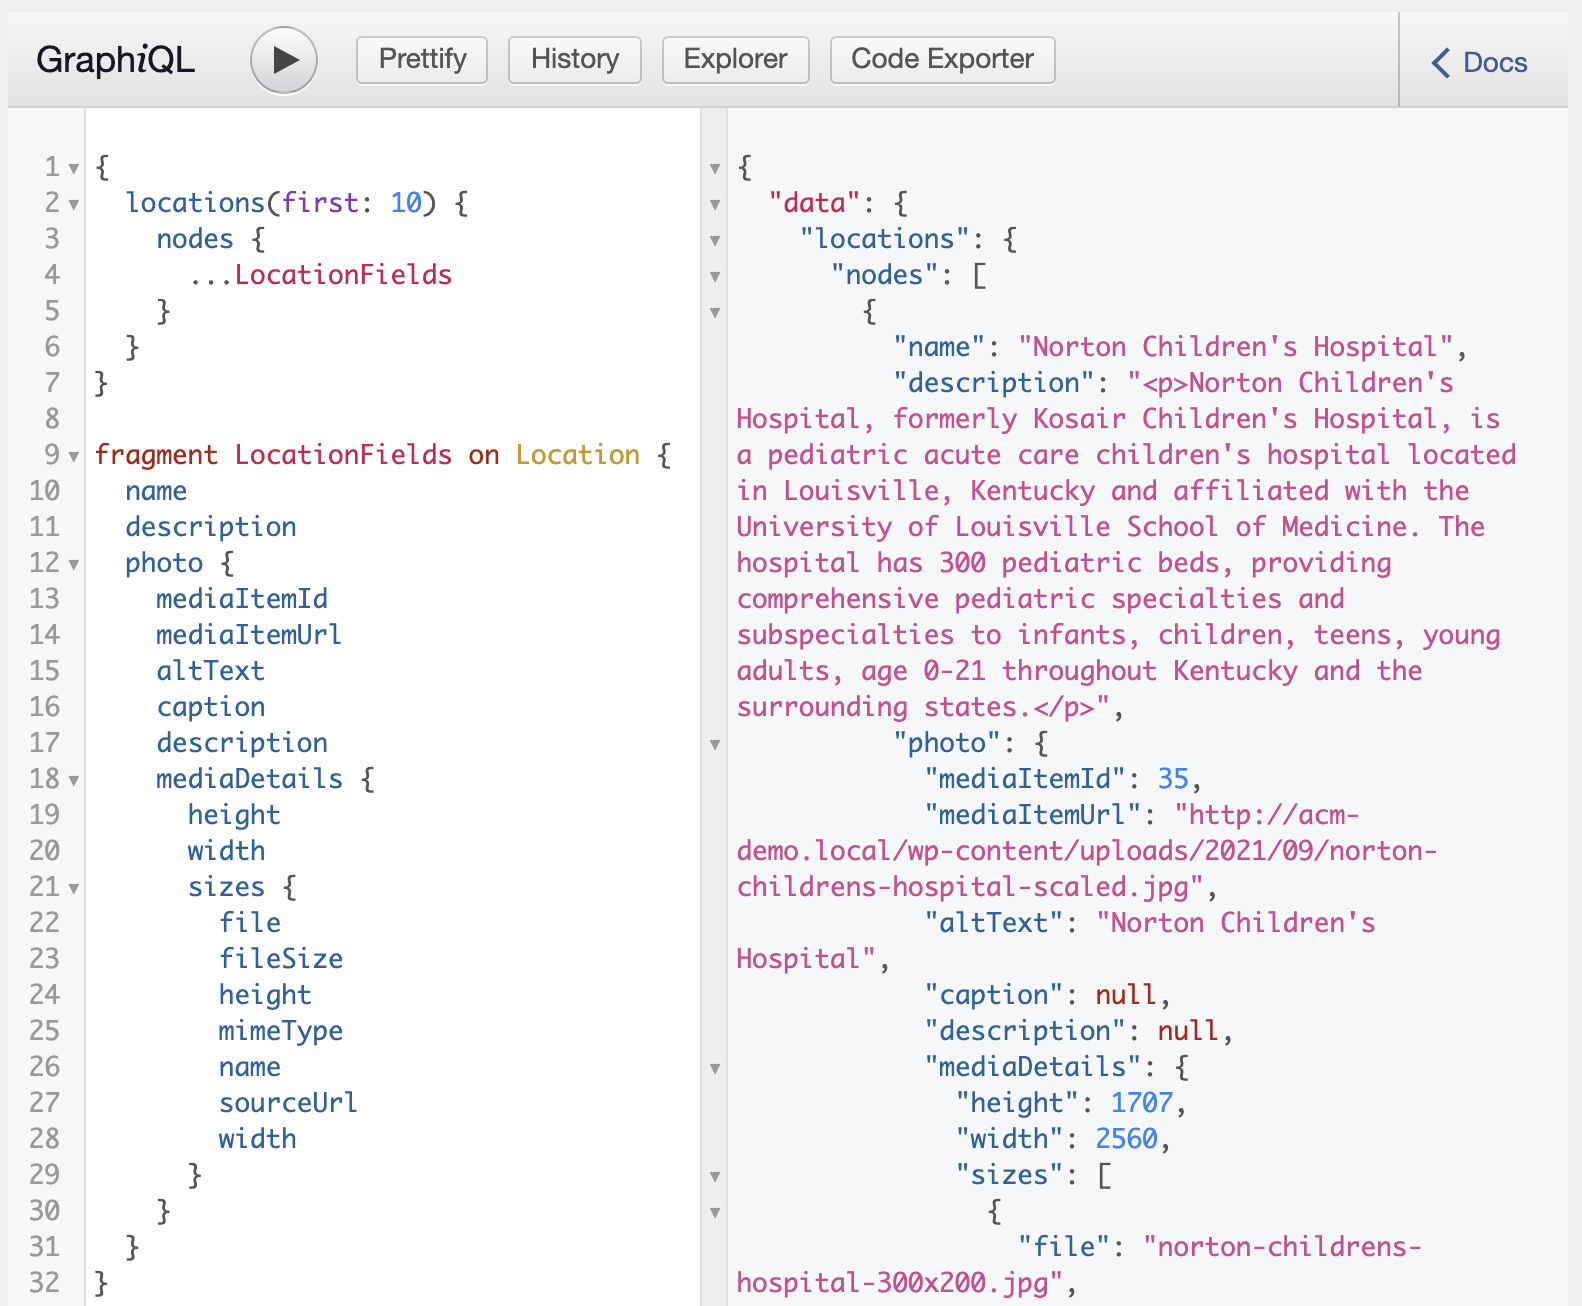 GraphiQL
Prettify
History
Explorer
Code Exporter
Docs
1 {
2   locations(first: 10) {
3     nodes {
4       ...LocationFields
5     }
6   }
7 }
8
9 fragment LocationFields on Location {
10   name
11   description
12   photo {
13     mediaItemId
14     mediaItemUrl
15     altText
16     caption
17     description
18     mediaDetails {
19       height
20       width
21       sizes {
22         file
23         fileSize
24         height
25         mimeType
26         name
27         sourceUrl
28         width
29       }
30     }
31   }
32 }
{
  "data": {
    "locations": {
      "nodes": [
        {
          "name": "Norton Children's Hospital",
          "description": "<p>Norton Children's
Hospital, formerly Kosair Children's Hospital, is
a pediatric acute care children's hospital located
in Louisville, Kentucky and affiliated with the
University of Louisville School of Medicine. The
hospital has 300 pediatric beds, providing
comprehensive pediatric specialties and
subspecialties to infants, children, teens, young
adults, age 0-21 throughout Kentucky and the
surrounding states.</p>",
          "photo": {
            "mediaItemId": 35,
            "mediaItemUrl": "http://acm-
demo.local/wp-content/uploads/2021/09/norton-
childrens-hospital-scaled.jpg",
            "altText": "Norton Children's
Hospital",
            "caption": null,
            "description": null,
            "mediaDetails": {
              "height": 1707,
              "width": 2560,
              "sizes": [
                {
                  "file": "norton-childrens-
hospital-300x200.jpg",